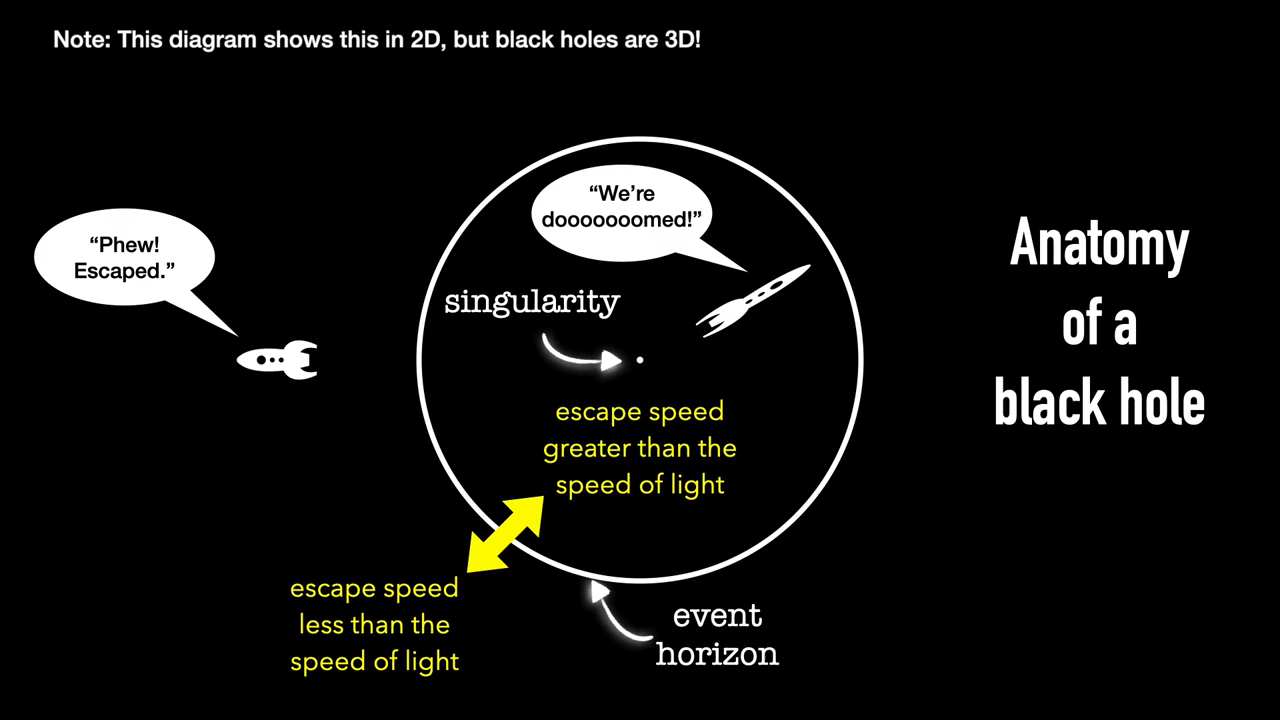 Note: This diagram shows this in 2D, but black holes are 3D!
“We’re
dooooooomed!”
“Phew!
Escaped.”
singularity
Anatomy
of a
black hole
escape speed
greater than the
speed of light
escape speed
less than the
speed of light
event
horizon